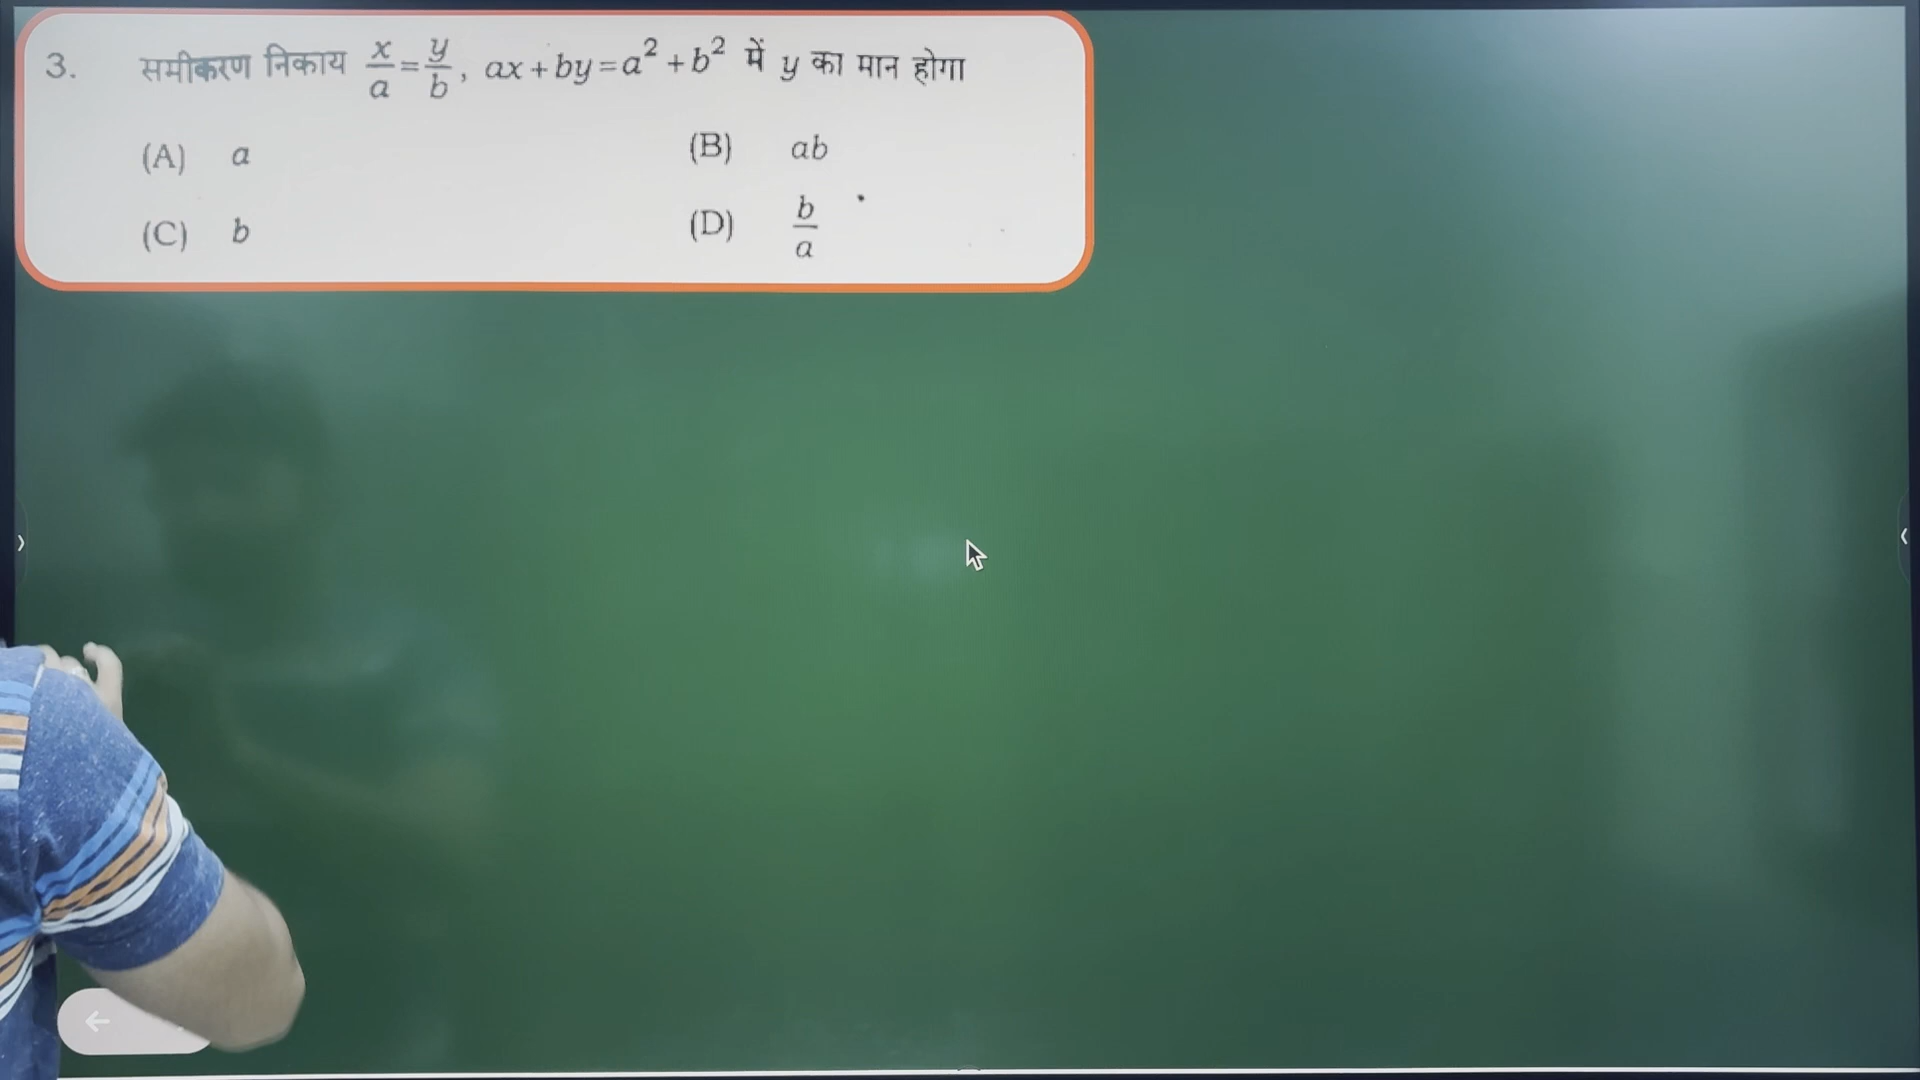 3. समीकरण निकाय x/a = y/b, ax + by = a² + b² में y का मान होगा
(A) a (B) ab
(C) b (D) b/a